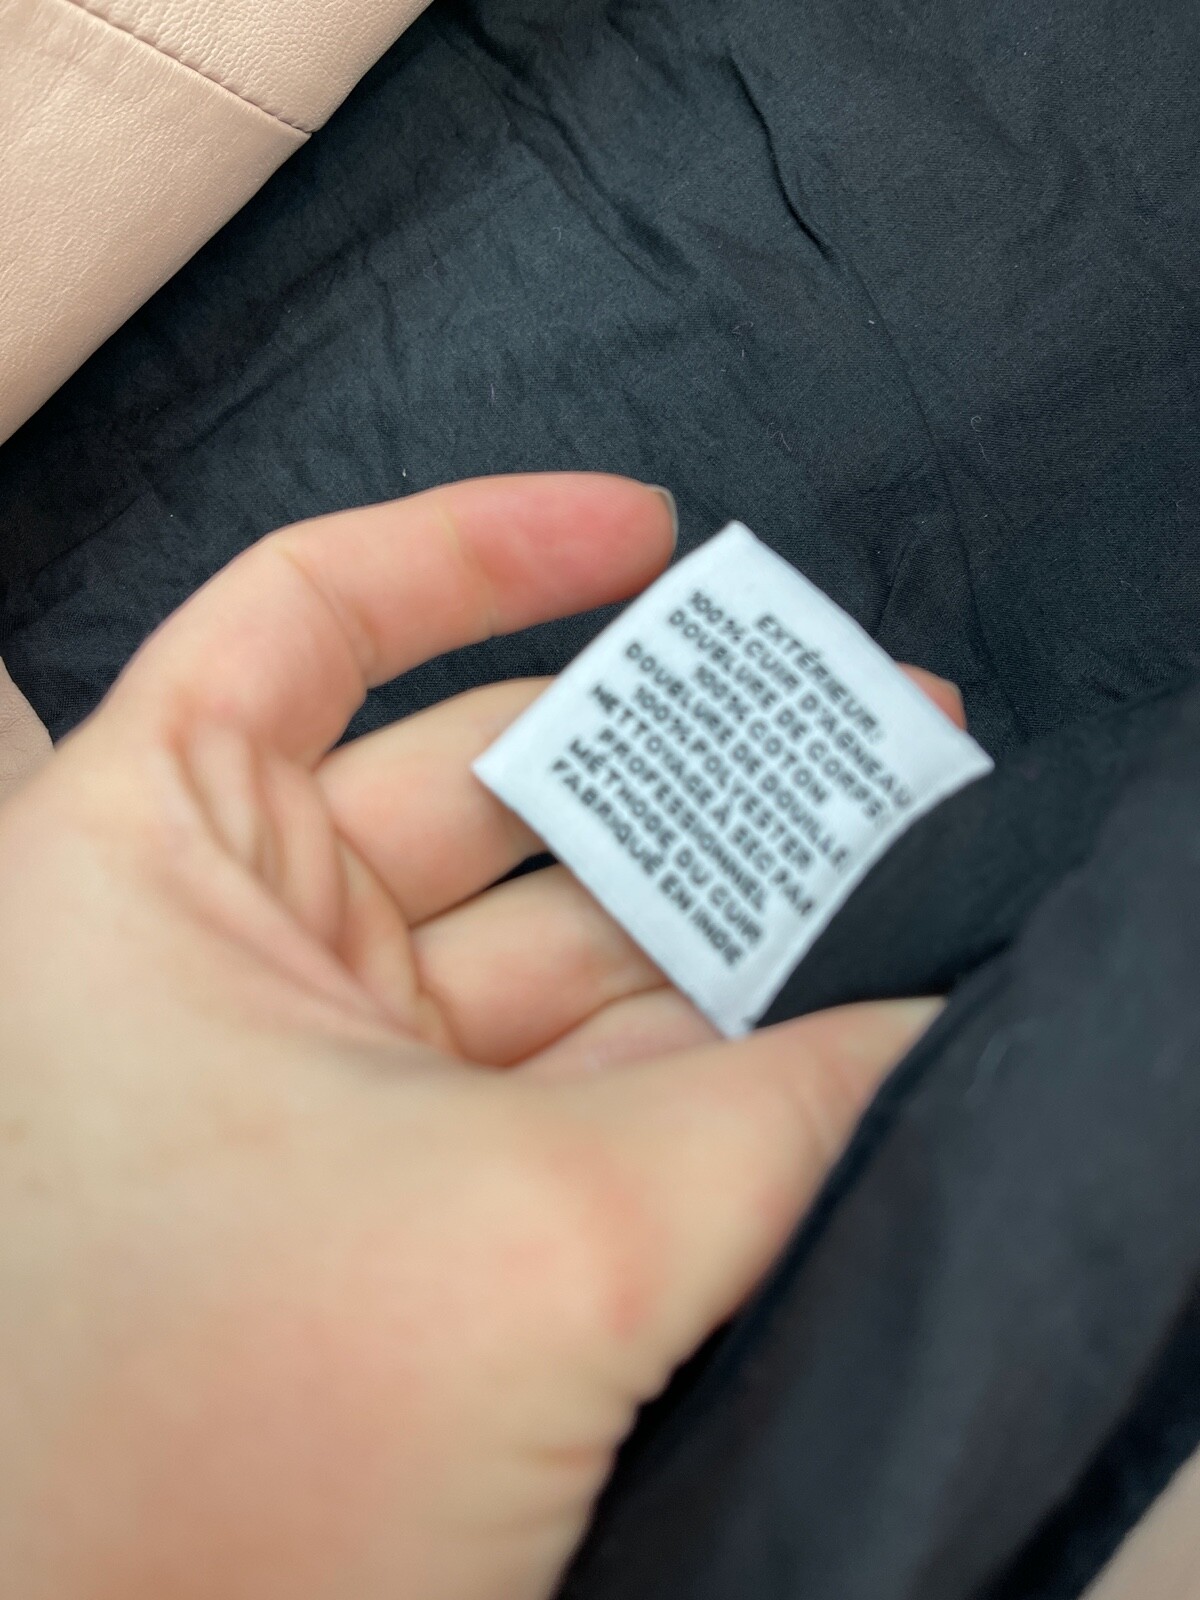 EXTÉRIEUR:
100% CUIR D'AGNEAU
DOUBLURE DE CORPS:
100% COTON
DOUBLURE DE DOUILLE
100% POLYESTER
NETTOYAGE À SEC PAR
PROFESSIONNEL
MÉTHODE DU CUIR
FABRIQUÉ EN INDE